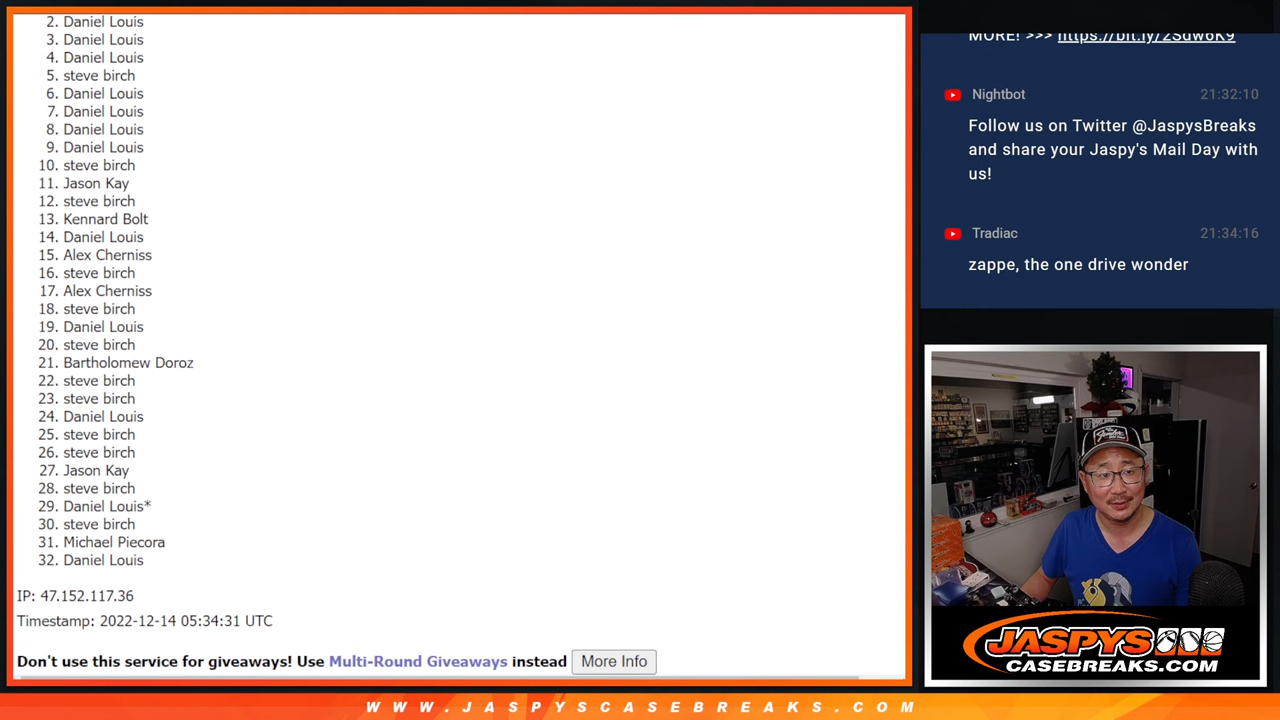 2. Daniel Louis
3. Daniel Louis
4. Daniel Louis
5. steve birch
6. Daniel Louis
7. Daniel Louis
8. Daniel Louis
9. Daniel Louis
10. steve birch
11. Jason Kay
12. steve birch
13. Kennard Bolt
14. Daniel Louis
15. Alex Cherniss
16. steve birch
17. Alex Cherniss
18. steve birch
19. Daniel Louis
20. steve birch
21. Bartholomew Doroz
22. steve birch
23. steve birch
24. Daniel Louis
25. steve birch
26. steve birch
27. Jason Kay
28. steve birch
29. Daniel Louis*
30. steve birch
31. Michael Piecora
32. Daniel Louis
IP: 47.152.117.36
Timestamp: 2022-12-14 05:34:31 UTC
Don't use this service for giveaways! Use Multi-Round Giveaways instead More Info
MORE! >>> https://bit.ly/2Sdw6K9
Nightbot 21:32:10
Follow us on Twitter @JaspysBreaks
and share your Jaspy's Mail Day with
us!
Tradiac 21:34:16
zappe, the one drive wonder
JASPYS
CASEBREAKS.COM
WWW.JASPYSCASEBREAKS.COM